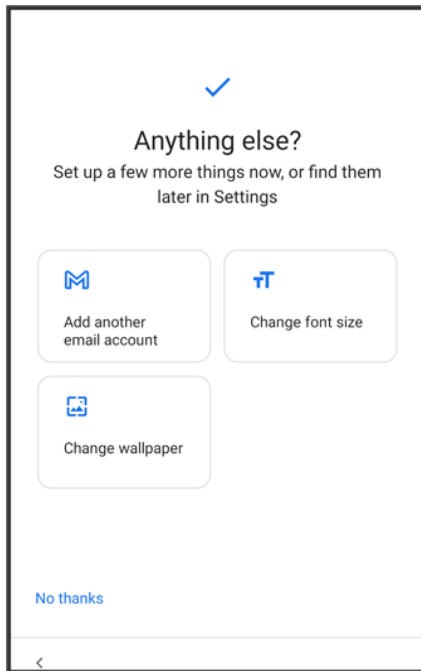 Anything else?
Set up a few more things now, or find them
later in Settings
Add another
email account
Change font size
Change wallpaper
No thanks